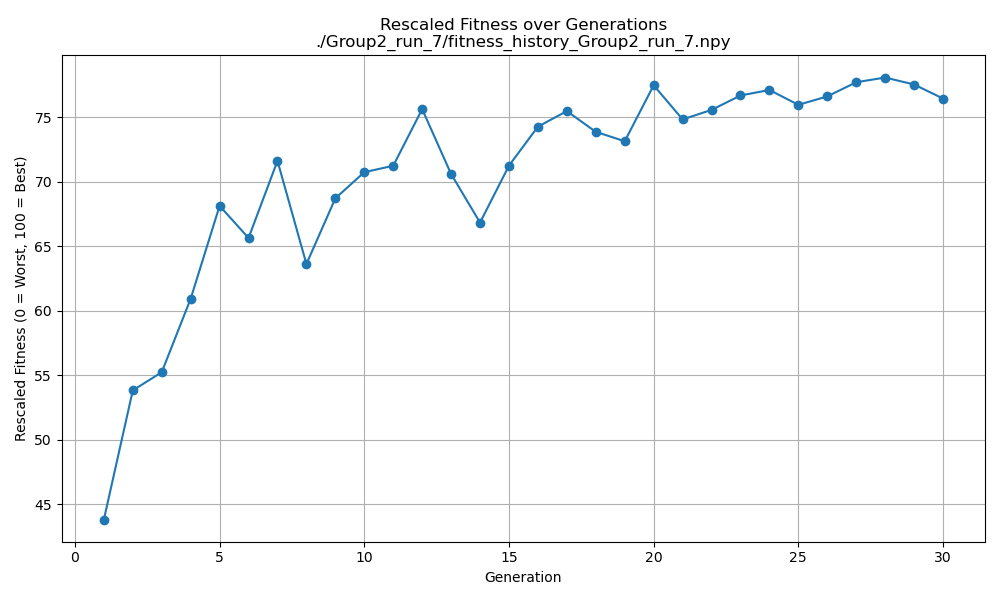 Rescaled Fitness over Generations
./Group2_run_7/fitness_history_Group2_run_7.npy
Rescaled Fitness (0 = Worst, 100 = Best)
75
70
65
60
55
50
45
0 5 10 15 20 25 30
Generation